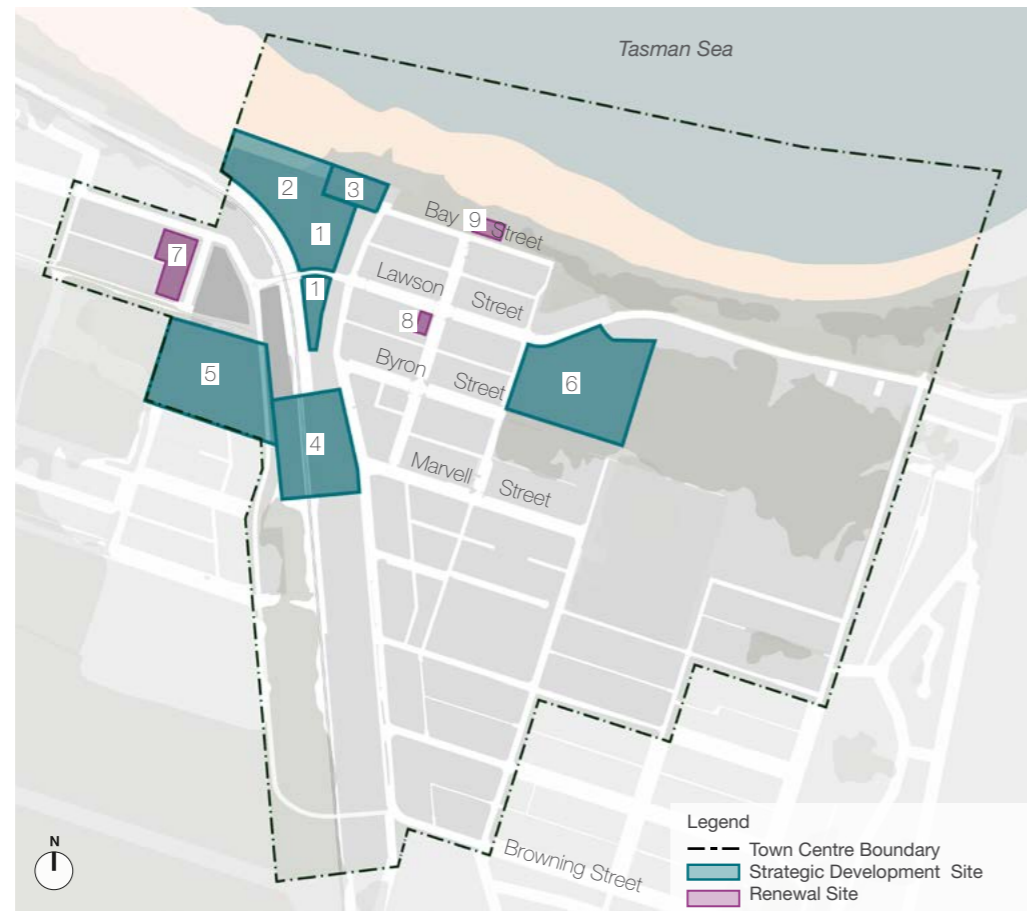 Tasman Sea
2
3
1
Bay Street
9
7
Lawson Street
1
8
Byron Street
5
6
4
Marvell Street
Browning Street
N
Legend
Town Centre Boundary
Strategic Development Site
Renewal Site